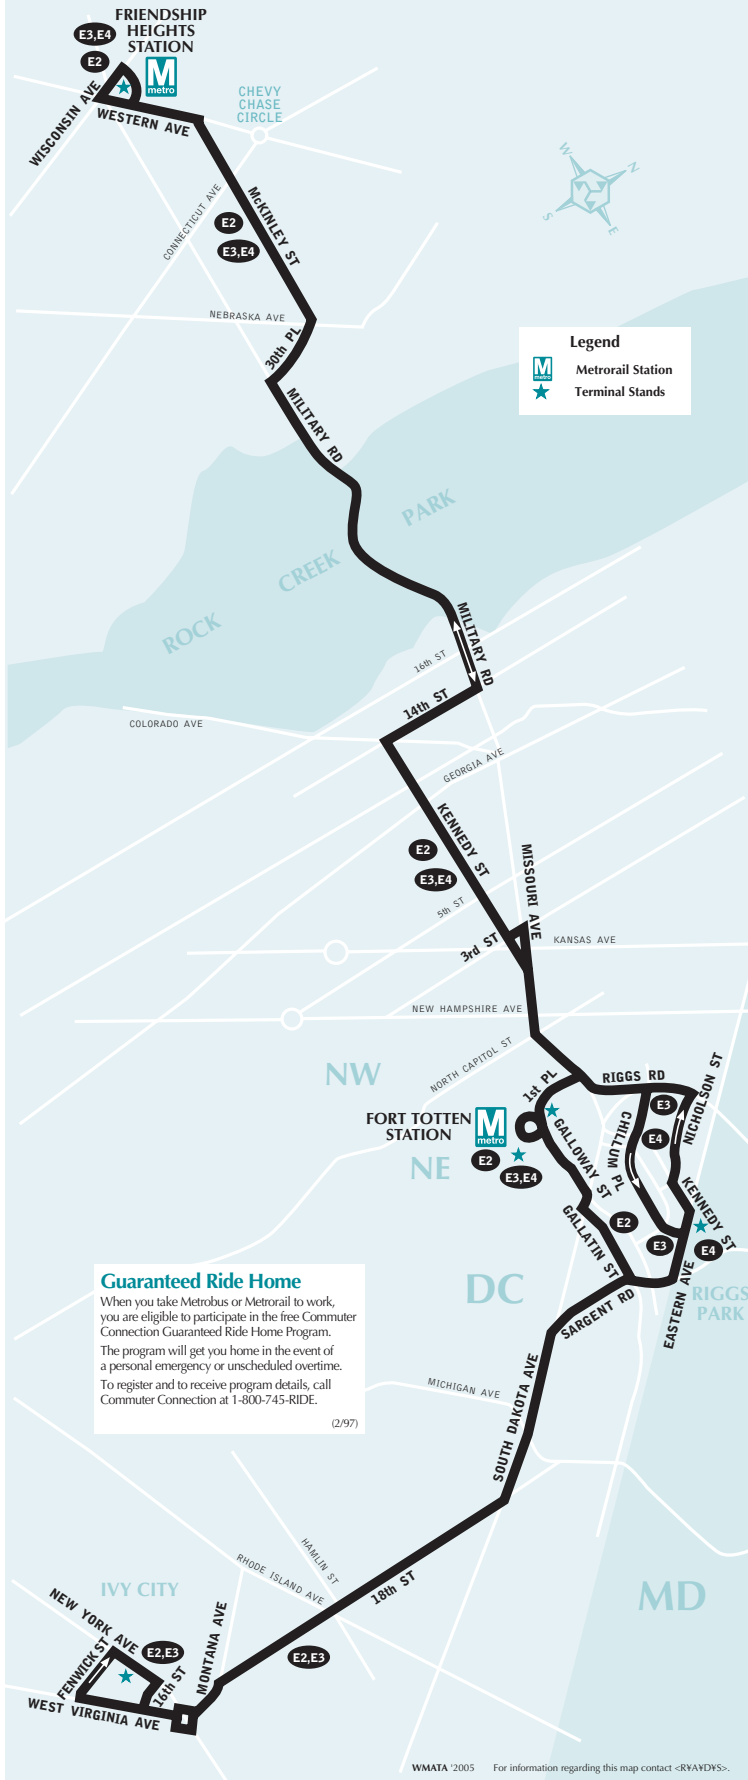 FRIENDSHIP
HEIGHTS
STATION
E3,E4
E2
M
metro
WISCONSIN AVE
WESTERN AVE
CHEVY
CHASE
CIRCLE
W
N
S
E
CONNECTICUT AVE
McKINLEY ST
E2
E3,E4
NEBRASKA AVE
30th PL
Legend
M
metro
Metrorail Station
Terminal Stands
MILITARY RD
ROCK CREEK PARK
MILITARY RD
16th ST
14th ST
COLORADO AVE
GEORGIA AVE
KENNEDY ST
E2
E3,E4
MISSOURI AVE
5th ST
3rd ST
KANSAS AVE
NEW HAMPSHIRE AVE
NORTH CAPITOL ST
NW
1st PL
RIGGS RD
NICHOLSON ST
E3
E4
CHILLUM PL
FORT TOTTEN
STATION
M
metro
E2
E3,E4
GALLOWAY ST
NE
KENNEDY ST
E2
E3
E4
GALLATIN ST
EASTERN AVE
RIGGS
PARK
DC
SARGENT RD
Guaranteed Ride Home
When you take Metrobus or Metrorail to work,
you are eligible to participate in the free Commuter
Connection Guaranteed Ride Home Program.
The program will get you home in the event of
a personal emergency or unscheduled overtime.
To register and to receive program details, call
Commuter Connection at 1-800-745-RIDE.
(2/97)
MICHIGAN AVE
SOUTH DAKOTA AVE
HAMLIN ST
RHODE ISLAND AVE
18th ST
IVY CITY
MD
NEW YORK AVE
FENWICK ST
E2,E3
16th ST
MONTANA AVE
E2,E3
WEST VIRGINIA AVE
WMATA '2005 For information regarding this map contact <R¥A¥D¥S>.